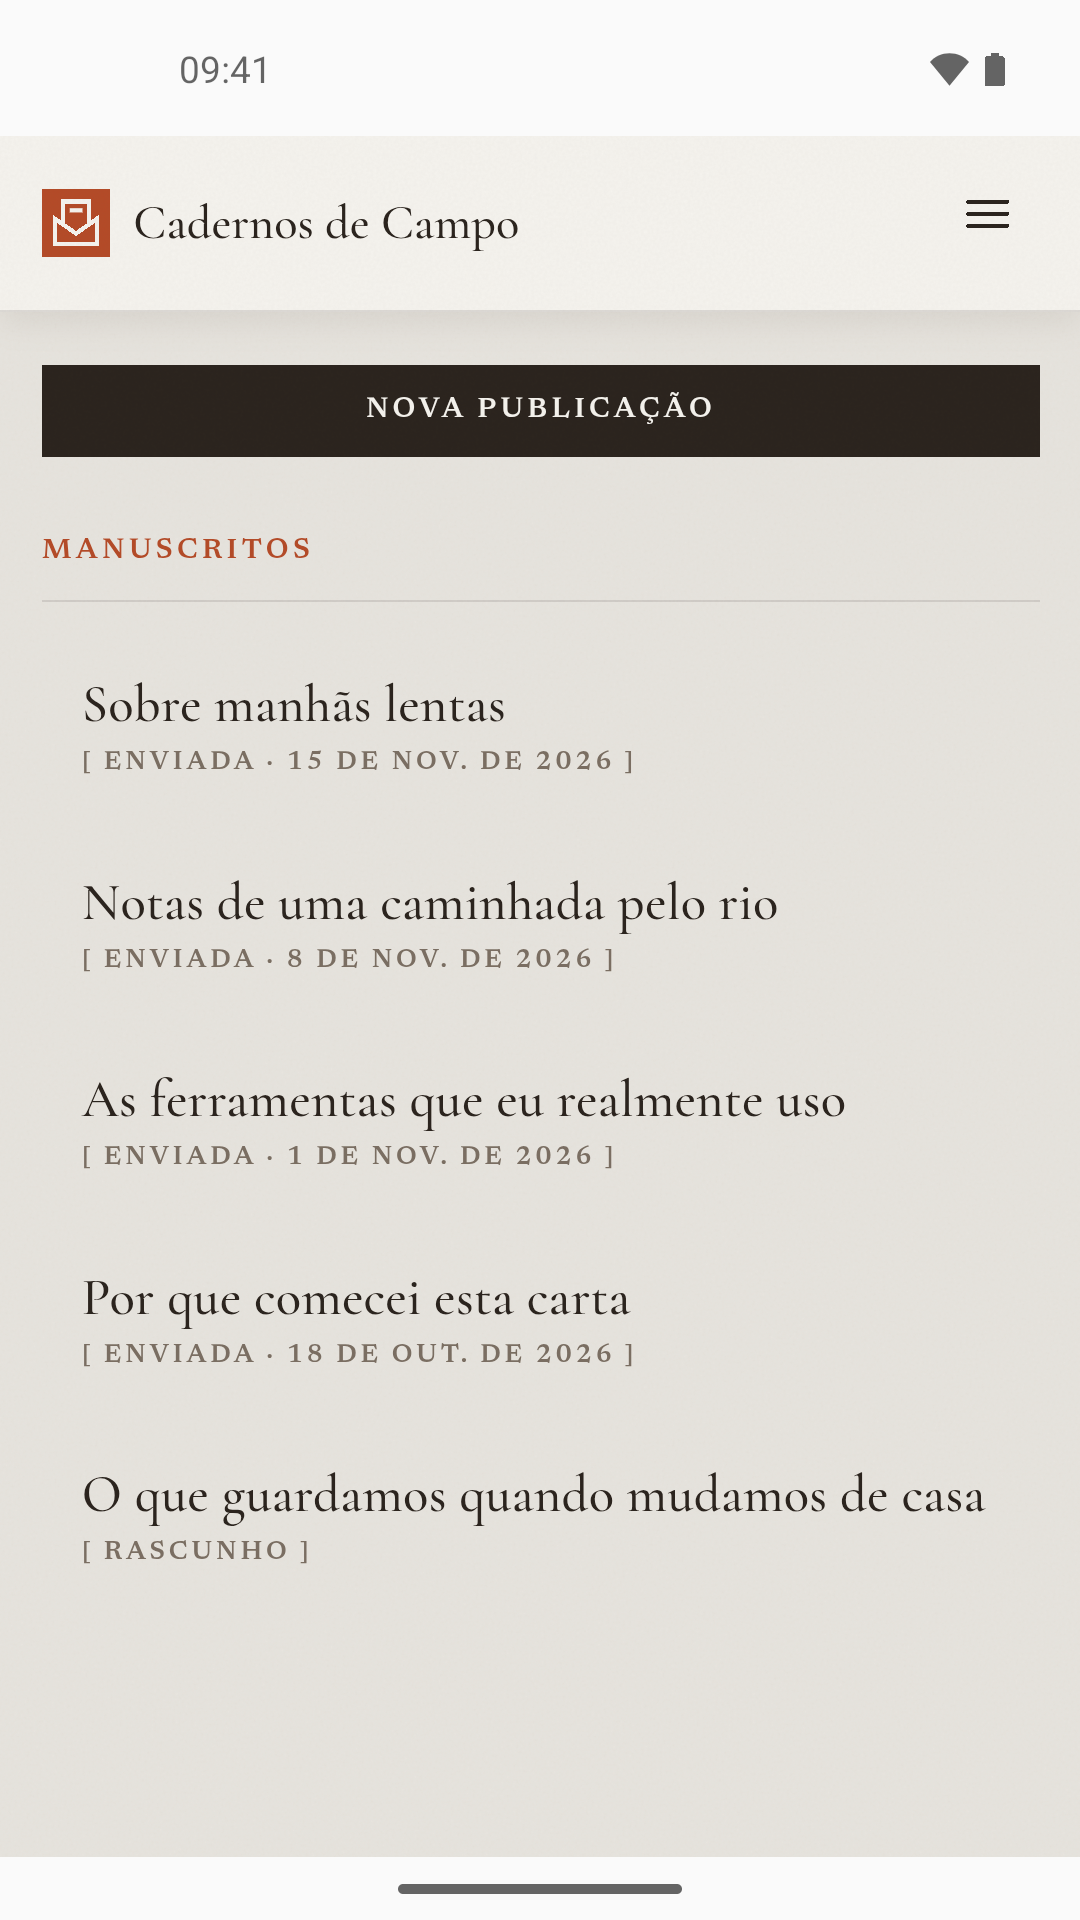 09:41
Cadernos de Campo
NOVA PUBLICAÇÃO
MANUSCRITOS
Sobre manhãs lentas
[ ENVIADA · 15 DE NOV. DE 2026 ]
Notas de uma caminhada pelo rio
[ ENVIADA · 8 DE NOV. DE 2026 ]
As ferramentas que eu realmente uso
[ ENVIADA · 1 DE NOV. DE 2026 ]
Por que comecei esta carta
[ ENVIADA · 18 DE OUT. DE 2026 ]
O que guardamos quando mudamos de casa
[ RASCUNHO ]